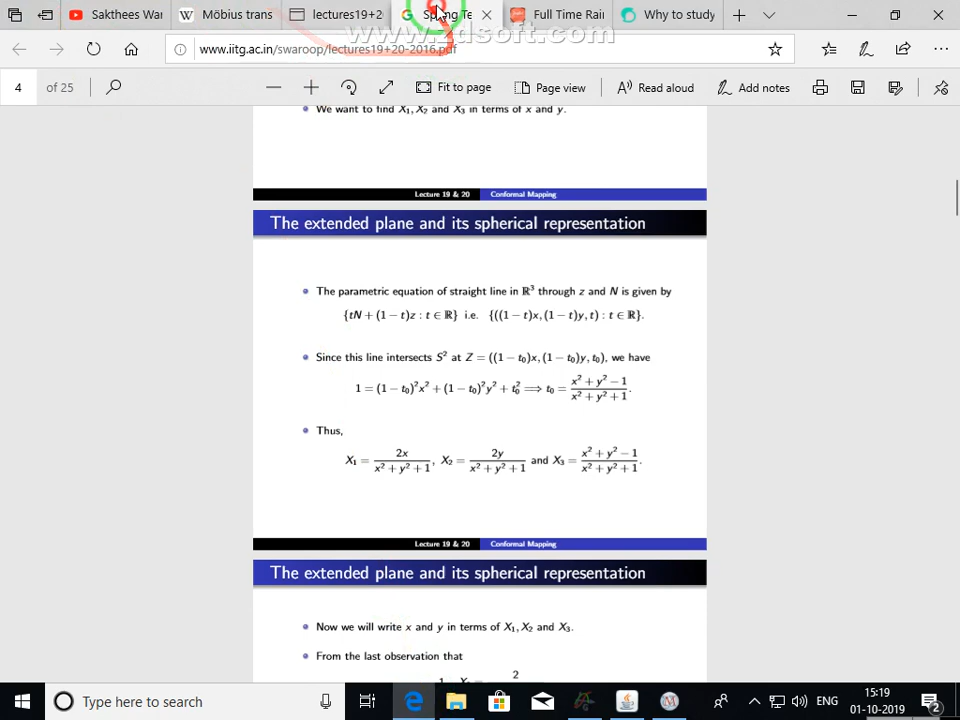 Sakthees War
Möbius trans
lectures19+2
Full Time Rai
Why to study
www.zdsoft.com
www.iitg.ac.in/swaroop/lectures19+20-2016.pdf
4 of 25
Fit to page
Page view
Read aloud
Add notes
• We want to find X₁, X₂ and X₃ in terms of x and y.
Lecture 19 & 20 Conformal Mapping
The extended plane and its spherical representation
• The parametric equation of straight line in ℝ³ through z and N is given by
{tN + (1 − t)z : t ∈ ℝ} i.e. {((1 − t)x, (1 − t)y, t) : t ∈ ℝ}.
• Since this line intersects S² at Z = ((1 − t₀)x, (1 − t₀)y, t₀), we have
1 = (1 − t₀)²x² + (1 − t₀)²y² + t₀² ⟹ t₀ = (x² + y² − 1)/(x² + y² + 1).
• Thus,
X₁ = 2x/(x² + y² + 1), X₂ = 2y/(x² + y² + 1) and X₃ = (x² + y² − 1)/(x² + y² + 1).
Lecture 19 & 20 Conformal Mapping
The extended plane and its spherical representation
• Now we will write x and y in terms of X₁, X₂ and X₃.
• From the last observation that
2
Type here to search
ENG
15:19
01-10-2019
2